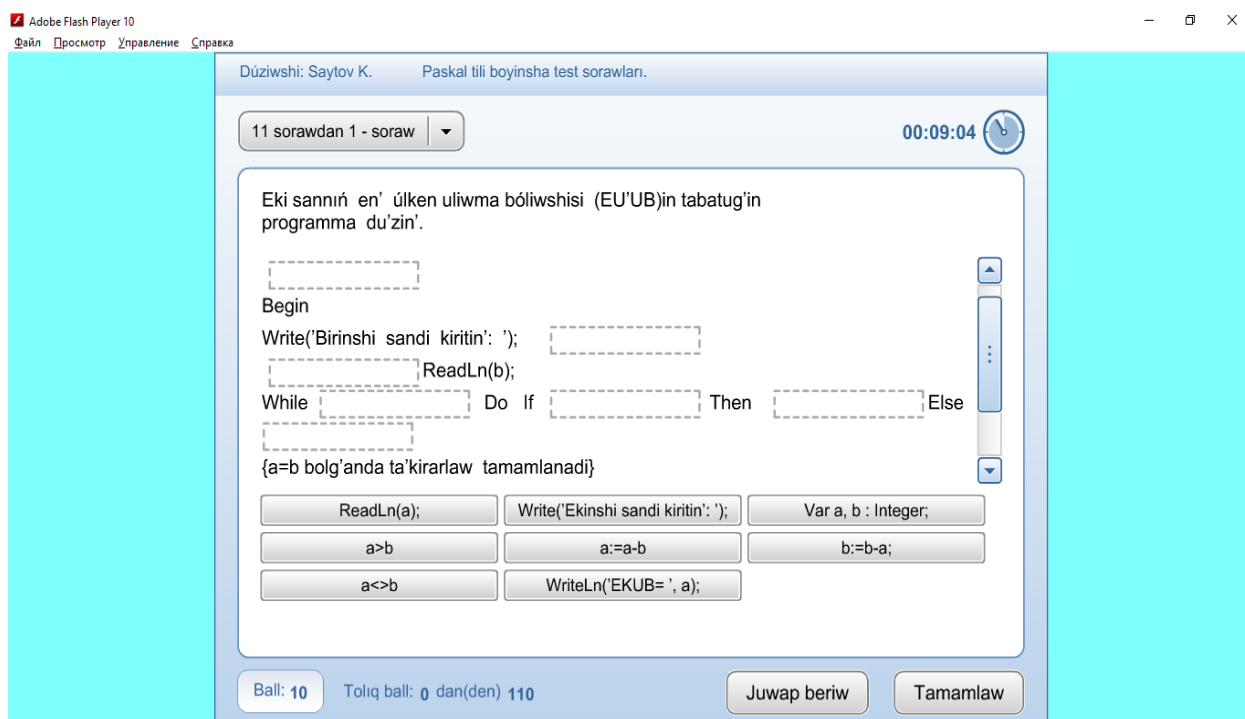 Adobe Flash Player 10
Файл Просмотр Управление Справка
Dúziwshi: Saytov K. Paskal tili boyinsha test sorawları.
11 sorawdan 1 - soraw
00:09:04
Eki sannıń en’ úlken uliwma bóliwshisi (EU’UB)in tabatug’in
programma du’zin’.
Begin
Write('Birinshi sandi kiritin': ’);
ReadLn(b);
While Do If Then Else
{a=b bolg’anda ta’kirarlaw tamamlanadi}
ReadLn(a); Write('Ekinshi sandi kiritin': '); Var a, b : Integer;
a>b a:=a-b b:=b-a;
a<>b WriteLn('EKUB= ', a);
Ball: 10 Tolıq ball: 0 dan(den) 110 Juwap beriw Tamamlaw